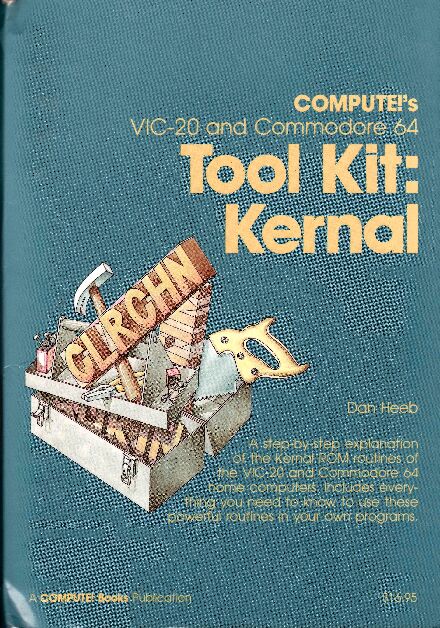 COMPUTE!'s
VIC-20 and Commodore 64
Tool Kit:
Kernal
CLRCHN
Dan Heeb
A step-by-step explanation
of the Kernal ROM routines of
the VIC-20 and Commodore 64
home computers. Includes every-
thing you need to know to use these
powerful routines in your own programs.
A COMPUTE! Books Publication
$16.95